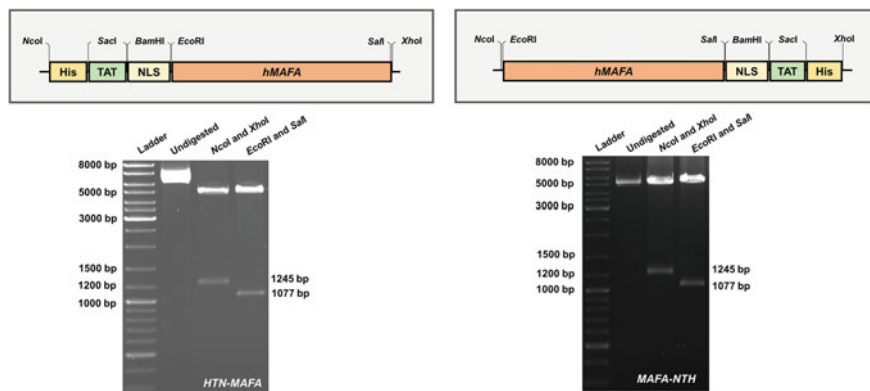 NcoI SacI BamHI EcoRI SalI XhoI
His TAT NLS hMAFA
NcoI EcoRI SalI BamHI SacI XhoI
hMAFA NLS TAT His
Ladder Undigested NcoI and XhoI EcoRI and SalI
8000 bp
5000 bp
3000 bp
1500 bp
1200 bp
1000 bp
1245 bp
1077 bp
HTN-MAFA
Ladder Undigested NcoI and XhoI EcoRI and SalI
8000 bp
5000 bp
3000 bp
1500 bp
1200 bp
1000 bp
1245 bp
1077 bp
MAFA-NTH